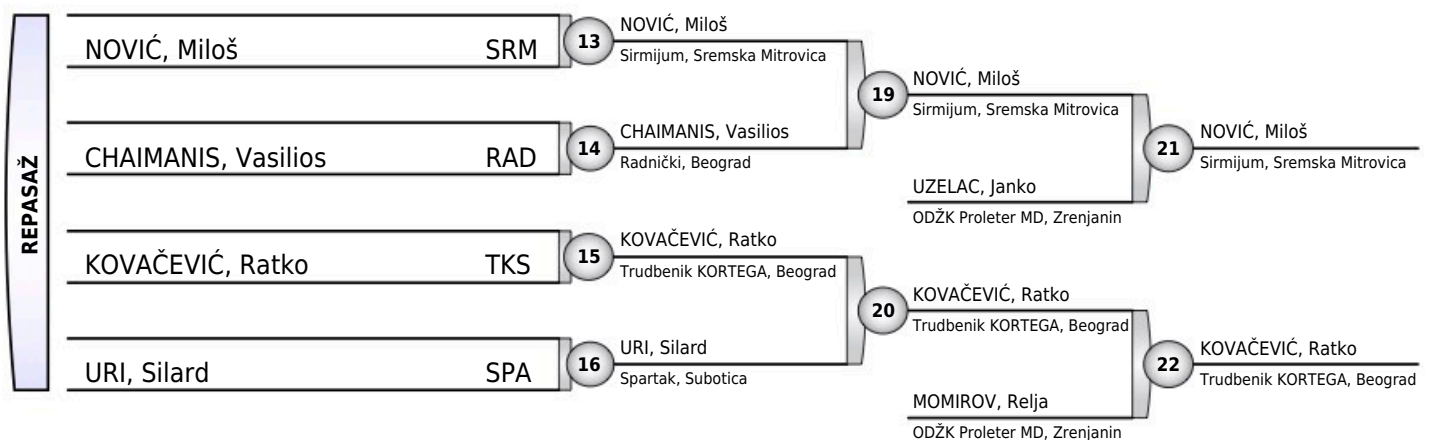 REPASAŽ
NOVIĆ, Miloš SRM
CHAIMANIS, Vasilios RAD
KOVAČEVIĆ, Ratko TKS
URI, Silard SPA
13
NOVIĆ, Miloš
Sirmijum, Sremska Mitrovica
14
CHAIMANIS, Vasilios
Radnički, Beograd
15
KOVAČEVIĆ, Ratko
Trudbenik KORTEGA, Beograd
16
URI, Silard
Spartak, Subotica
19
NOVIĆ, Miloš
Sirmijum, Sremska Mitrovica
UZELAC, Janko
ODŽK Proleter MD, Zrenjanin
20
KOVAČEVIĆ, Ratko
Trudbenik KORTEGA, Beograd
MOMIROV, Relja
ODŽK Proleter MD, Zrenjanin
21
NOVIĆ, Miloš
Sirmijum, Sremska Mitrovica
22
KOVAČEVIĆ, Ratko
Trudbenik KORTEGA, Beograd